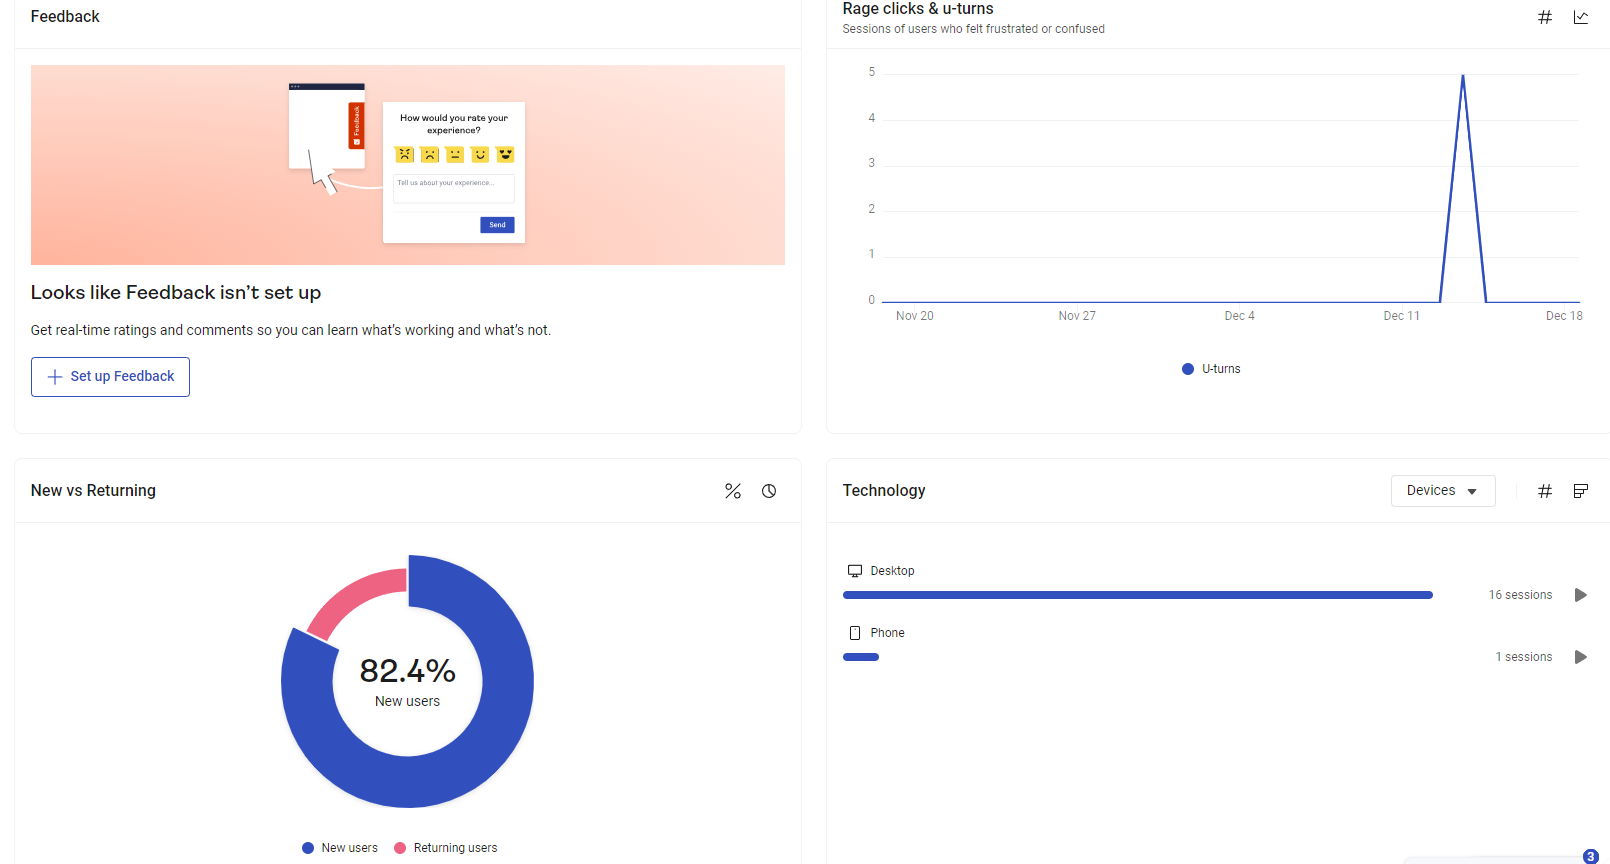 Feedback
Feedback
How would you rate your
experience?
Tell us about your experience...
Send
Looks like Feedback isn't set up
Get real-time ratings and comments so you can learn what's working and what's not.
Set up Feedback
Rage clicks & u-turns
Sessions of users who felt frustrated or confused
5
4
3
2
1
0
Nov 20 Nov 27 Dec 4 Dec 11 Dec 18
U-turns
New vs Returning
82.4%
New users
New users Returning users
Technology
Devices
Desktop
16 sessions
Phone
1 sessions
3